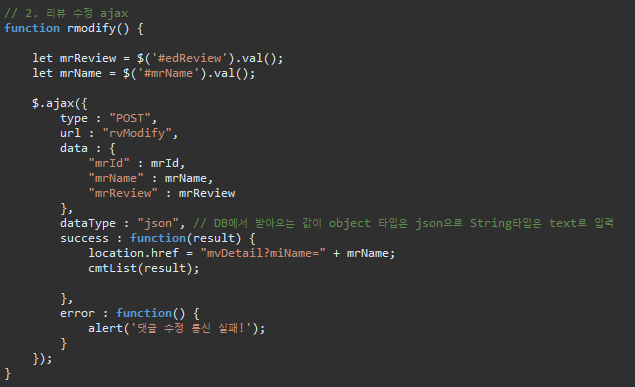 // 2. 리뷰 수정 ajax
function rmodify() {
let mrReview = $('#edReview').val();
let mrName = $('#mrName').val();
$.ajax({
type : "POST",
url : "rvModify",
data : {
"mrId" : mrId,
"mrName" : mrName,
"mrReview" : mrReview
},
dataType : "json", // DB에서 받아오는 값이 object 타입은 json으로 String타입은 text로 입력
success : function(result) {
location.href = "mvDetail?miName=" + mrName;
cmtList(result);
},
error : function() {
alert('댓글 수정 통신 실패!');
}
});
}